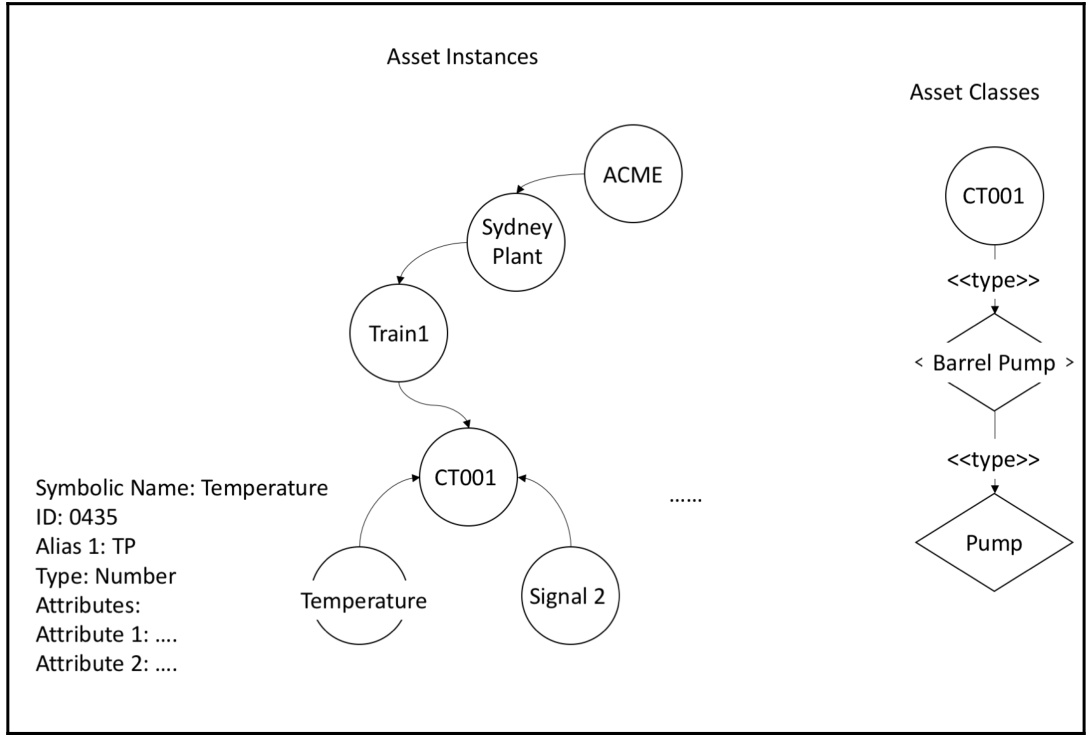 Asset Instances
Asset Classes
ACME
Sydney
Plant
Train1
CT001
Temperature
Signal 2
......
Symbolic Name: Temperature
ID: 0435
Alias 1: TP
Type: Number
Attributes:
Attribute 1: ....
Attribute 2: ....
CT001
<<type>>
Barrel Pump
<<type>>
Pump